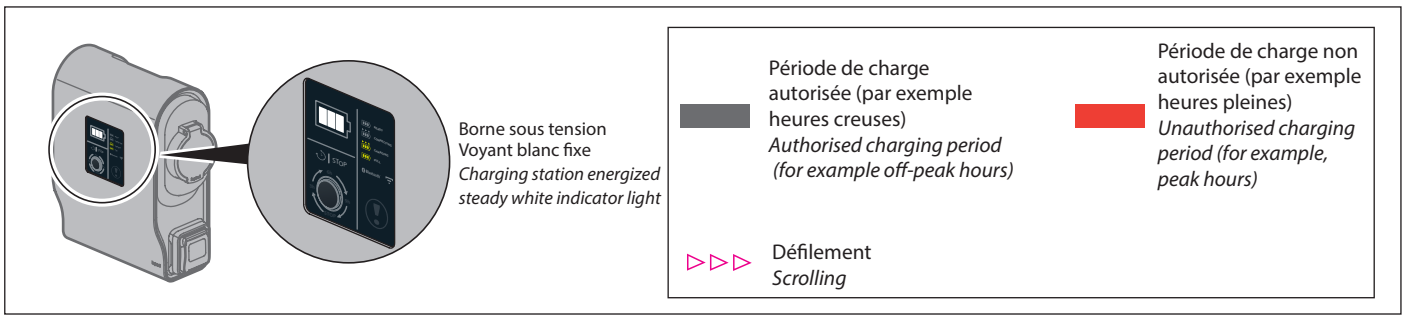 STOP
Bluetooth
Borne sous tension
Voyant blanc fixe
Charging station energized
steady white indicator light
Période de charge
autorisée (par exemple
heures creuses)
Authorised charging period
(for example off-peak hours)
Période de charge non
autorisée (par exemple
heures pleines)
Unauthorised charging
period (for example,
peak hours)
Défilement
Scrolling